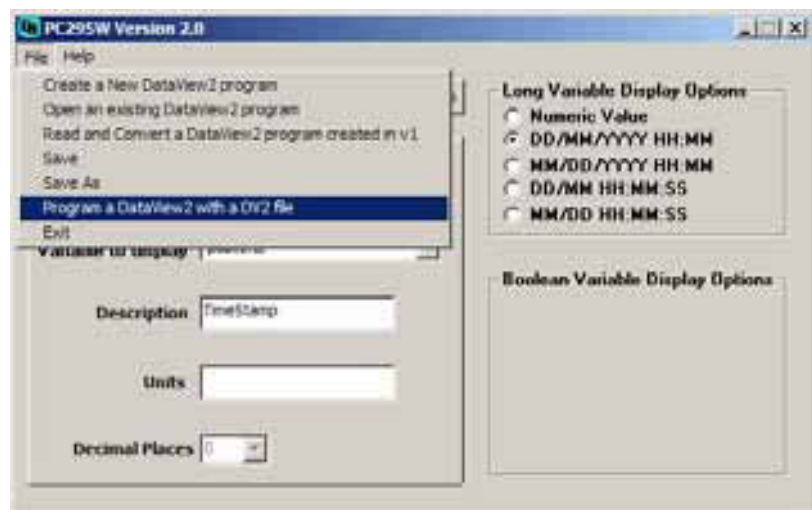 PC295W Version 2.0
File Help
Create a New DataView2 program
Open an existing DataView2 program
Read and Convert a DataView2 program created in v1
Save
Save As
Program a DataView2 with a DV2 file
Exit
Variable to display
Description TimeStamp
Units
Decimal Places 0
Long Variable Display Options
Numeric Value
DD/MM/YYYY HH:MM
MM/DD/YYYY HH:MM
DD/MM HH:MM:SS
MM/DD HH:MM:SS
Boolean Variable Display Options